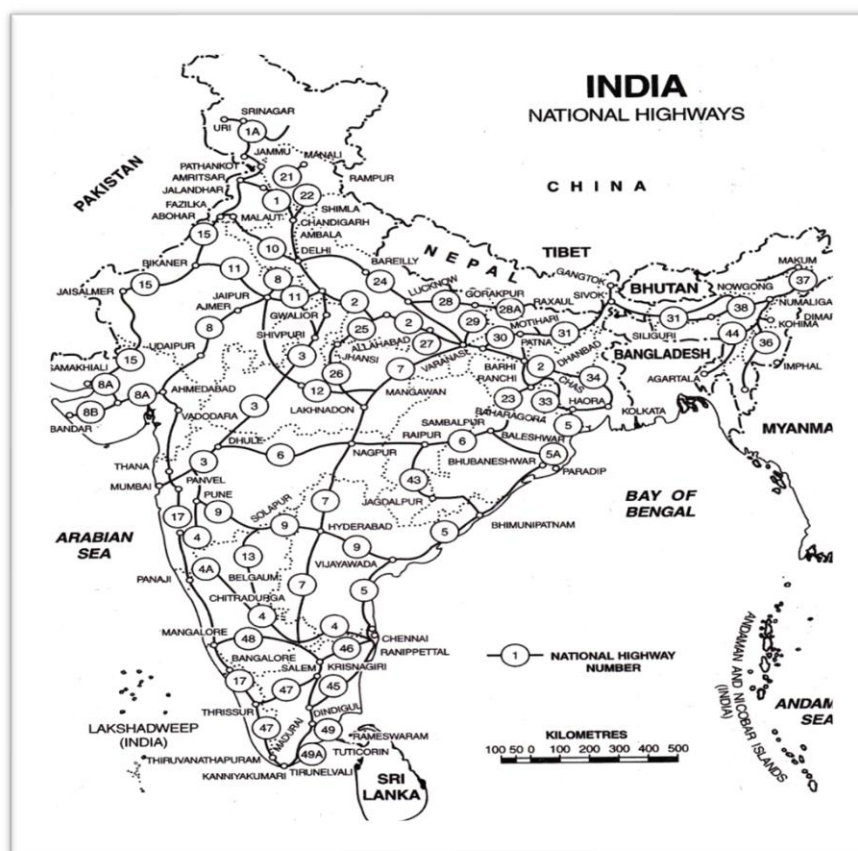 INDIA
NATIONAL HIGHWAYS
SRINAGAR
URI
1A
JAMMU
MANALI
PATHANKOT
AMRITSAR
21
RAMPUR
JALANDHAR
1
22
PAKISTAN
CHINA
FAZILKA
SHIMLA
ABOHAR
MALAUT
CHANDIGARH
AMBALA
15
10
DELHI
NEPAL
TIBET
BIKANER
11
BAREILLY
GANGTOK
MAKUM
JAISALMER
15
8
24
LUCKNOW
SIVOK
BHUTAN
NOWGONG
37
JAIPUR
11
28
GORAKPUR
RAXAUL
NUMALIGA
AJMER
GWALIOR
2
28A
MOTIHARI
31
38
DIMAP
8
SHIVPURI
25
2
29
30
31
SILIGURI
44
KOHIMA
UDAIPUR
3
ALLAHABAD
27
PATNA
BANGLADESH
36
15
JHANSI
VARANASI
2
DHANBAD
SAMAKHIALI
26
7
BARHI
AGARTALA
IMPHAL
8A
8A
AHMEDABAD
12
MANGAWAN
RANCHI
CHAS
34
8B
LAKHNADON
23
33
HAORA
BANDAR
VADODARA
3
BAHARAGORA
KOLKATA
SAMBALPUR
5
MYANMA
DHULE
6
RAIPUR
6
BALESHWAR
THANA
3
NAGPUR
BHUBANESHWAR
5A
PARADIP
MUMBAI
PANVEL
43
PUNE
7
JAGDALPUR
BAY OF
BENGAL
17
9
SOLAPUR
9
HYDERABAD
5
BHIMUNIPATNAM
ARABIAN
SEA
4
13
9
VIJAYAWADA
PANAJI
4A
BELGAUM
7
5
CHITRADURGA
4
4
MANGALORE
48
CHENNAI
46
RANIPPETTAL
1
NATIONAL HIGHWAY
NUMBER
BANGALORE
KRISNAGIRI
SALEM
17
47
45
ANDAMAN AND NICOBAR ISLANDS
(INDIA)
THRISSUR
DINDIGUL
ANDAM
SEA
LAKSHADWEEP
(INDIA)
47
MADURAI
49
RAMESWARAM
KILOMETRES
TUTICORIN
100 50 0 100 200 300 400 500
THIRUVANATHAPURAM
49A
KANNIYAKUMARI
TIRUNELVALI
SRI
LANKA